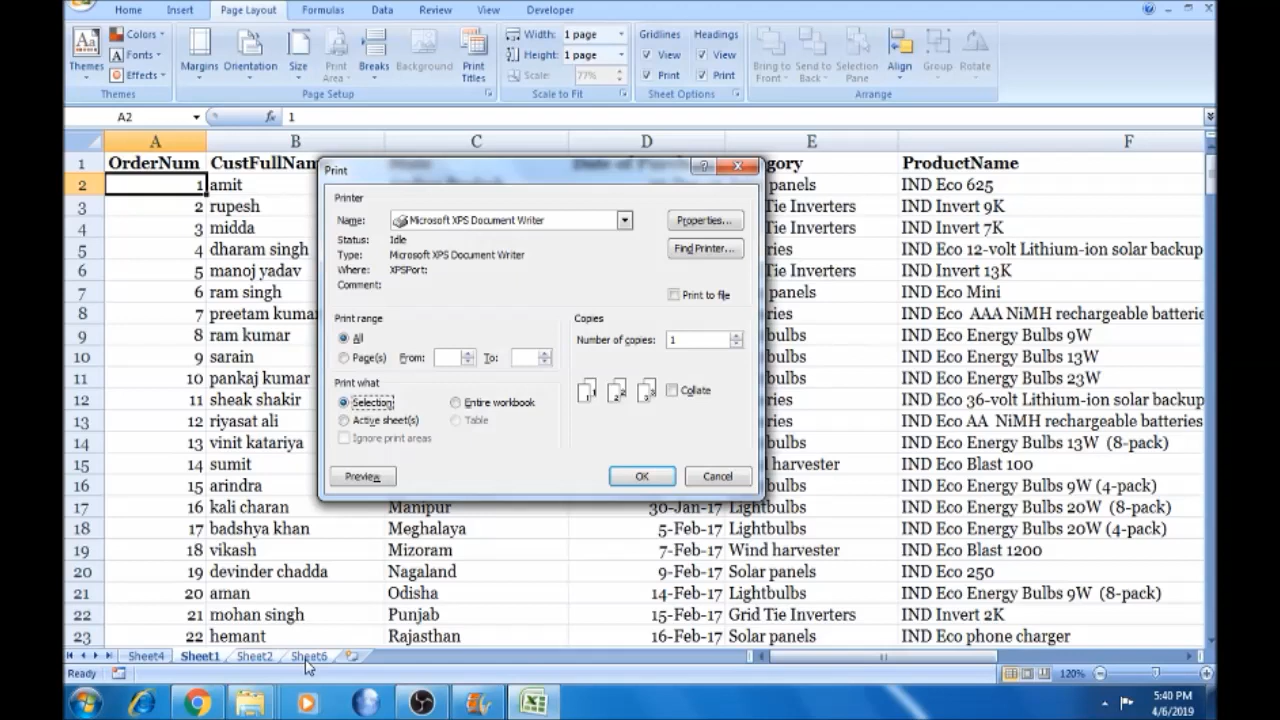 Home Insert Page Layout Formulas Data Review View Developer
Themes Colors Fonts Effects Themes
Margins Orientation Size Print Area Breaks Background Print Titles Page Setup
Width: 1 page Height: 1 page Scale: 77% Scale to Fit
Gridlines View Print Headings View Print Sheet Options
Bring to Front Send to Back Selection Pane Align Group Rotate Arrange
A2 fx 1
A B C D E F
1 OrderNum CustFullNam ProductName
2 1 amit panels IND Eco 625
3 2 rupesh Tie Inverters IND Invert 9K
4 3 midda Tie Inverters IND Invert 7K
5 4 dharam singh ries IND Eco 12-volt Lithium-ion solar backup
6 5 manoj yadav Tie Inverters IND Invert 13K
7 6 ram singh panels IND Eco Mini
8 7 preetam kumar ries IND Eco AAA NiMH rechargeable batterie
9 8 ram kumar bulbs IND Eco Energy Bulbs 9W
10 9 sarain bulbs IND Eco Energy Bulbs 13W
11 10 pankaj kumar bulbs IND Eco Energy Bulbs 23W
12 11 sheak shakir ries IND Eco 36-volt Lithium-ion solar backup
13 12 riyasat ali ries IND Eco AA NiMH rechargeable batteries
14 13 vinit katariya bulbs IND Eco Energy Bulbs 13W (8-pack)
15 14 sumit harvester IND Eco Blast 100
16 15 arindra bulbs IND Eco Energy Bulbs 9W (4-pack)
17 16 kali charan Manipur 30-Jan-17 Lightbulbs IND Eco Energy Bulbs 20W (8-pack)
18 17 badshya khan Meghalaya 5-Feb-17 Lightbulbs IND Eco Energy Bulbs 20W (4-pack)
19 18 vikash Mizoram 7-Feb-17 Wind harvester IND Eco Blast 1200
20 19 devinder chadda Nagaland 9-Feb-17 Solar panels IND Eco 250
21 20 aman Odisha 14-Feb-17 Lightbulbs IND Eco Energy Bulbs 9W (8-pack)
22 21 mohan singh Punjab 15-Feb-17 Grid Tie Inverters IND Invert 2K
23 22 hemant Rajasthan 16-Feb-17 Solar panels IND Eco phone charger
Print
Printer
Name: Microsoft XPS Document Writer Properties...
Status: Idle Find Printer...
Type: Microsoft XPS Document Writer
Where: XPSPort:
Comment: Print to file
Print range Copies
All Number of copies: 1
Page(s) From: To:
Print what
Selection Entire workbook Collate
Active sheet(s) Table
Ignore print areas
Preview OK Cancel
Sheet4 Sheet1 Sheet2 Sheet6
Ready 120%
5:40 PM
4/6/2019